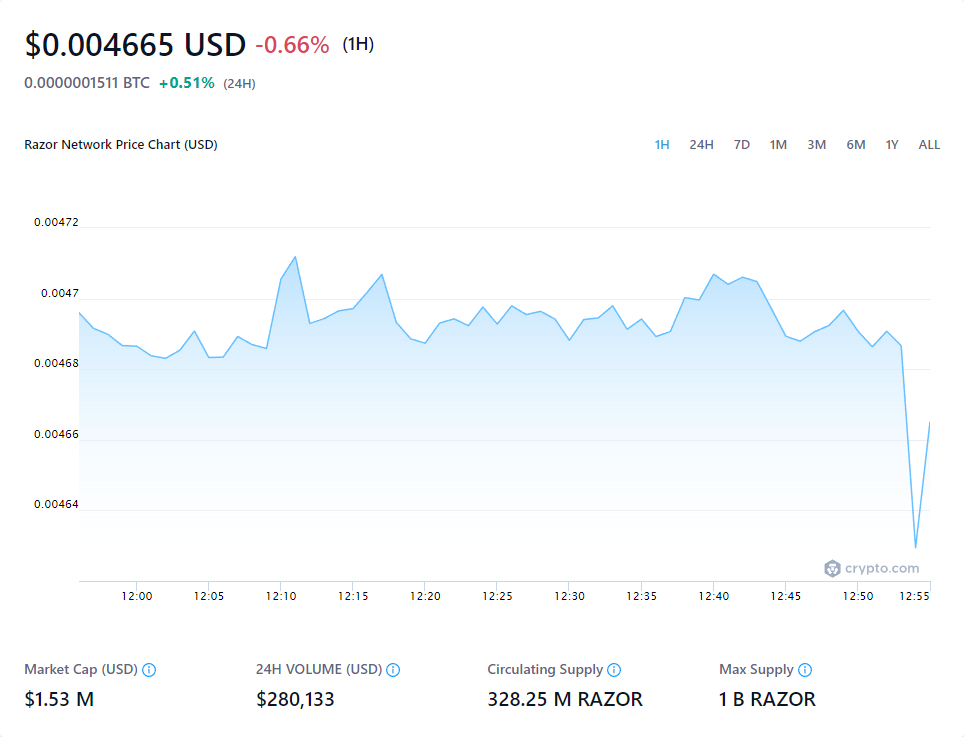 $0.004665 USD -0.66% (1H)
0.0000001511 BTC +0.51% (24H)
Razor Network Price Chart (USD) 1H 24H 7D 1M 3M 6M 1Y ALL
0.00472
0.0047
0.00468
0.00466
0.00464
crypto.com
12:00 12:05 12:10 12:15 12:20 12:25 12:30 12:35 12:40 12:45 12:50 12:55
Market Cap (USD) 24H VOLUME (USD) Circulating Supply Max Supply
$1.53 M $280,133 328.25 M RAZOR 1 B RAZOR